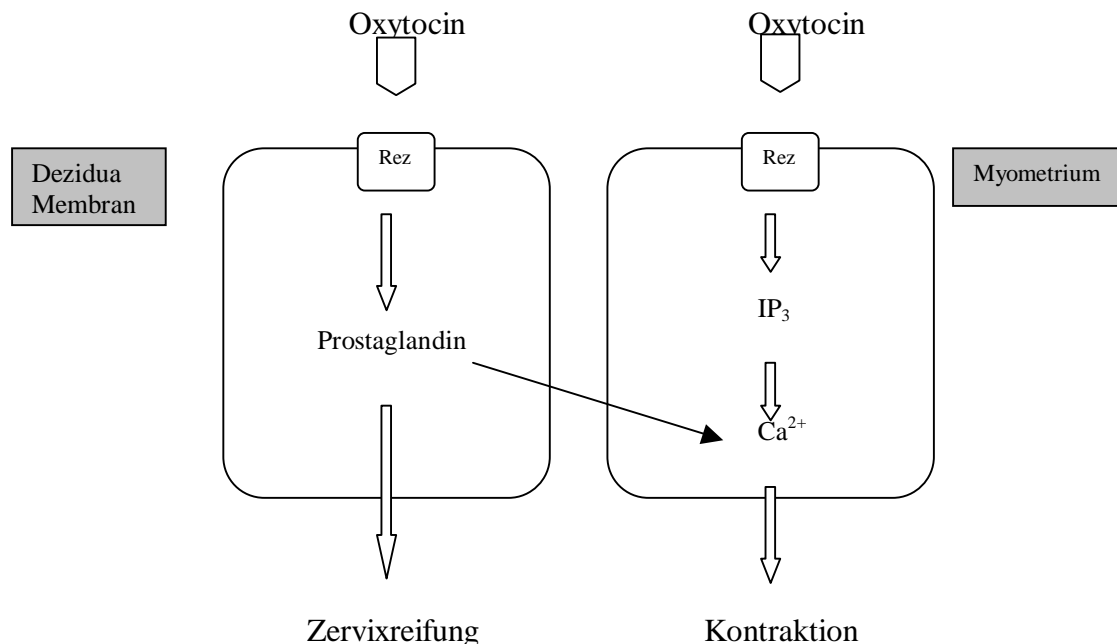 Oxytocin
Oxytocin
Dezidua
Membran
Rez
Rez
Myometrium
IP₃
Prostaglandin
Ca²⁺
Zervixreifung
Kontraktion